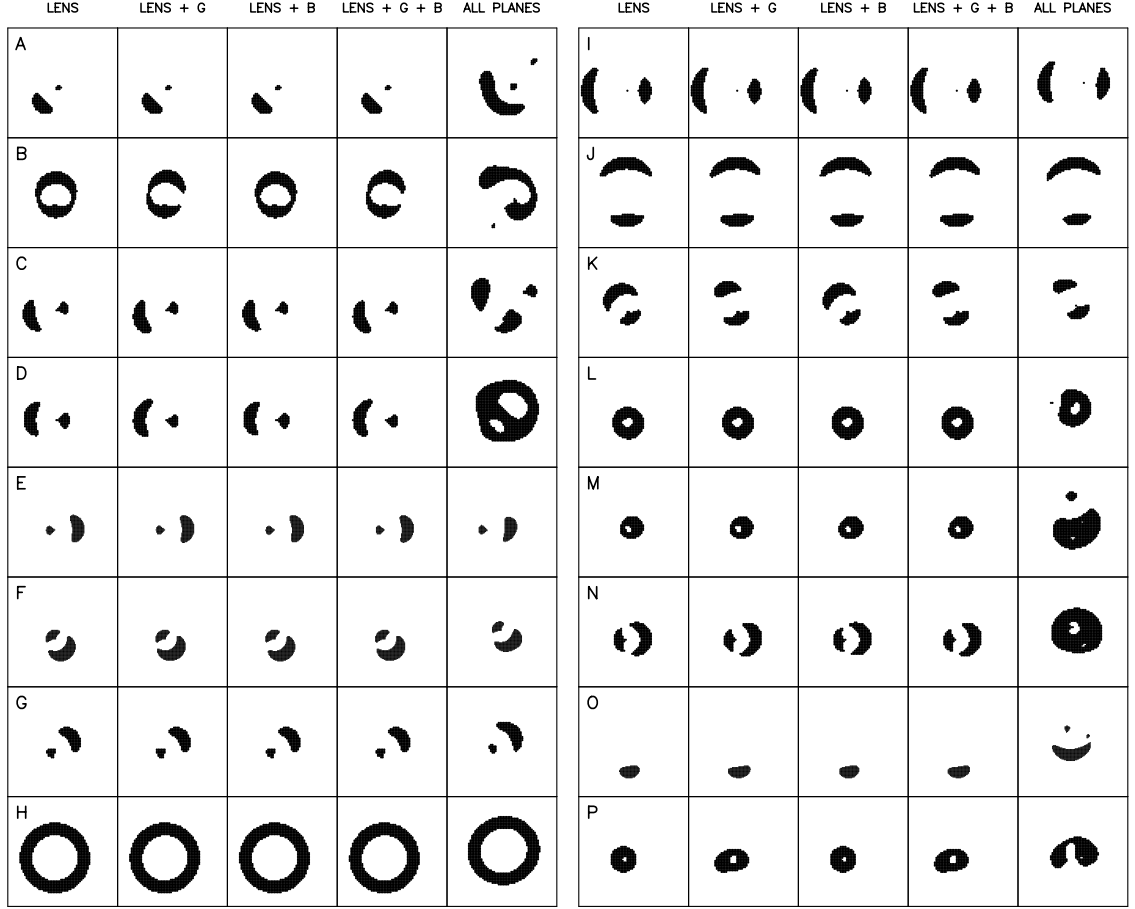 LENS LENS + G LENS + B LENS + G + B ALL PLANES LENS LENS + G LENS + B LENS + G + B ALL PLANES
A I
B J
C K
D L
E M
F N
G O
H P